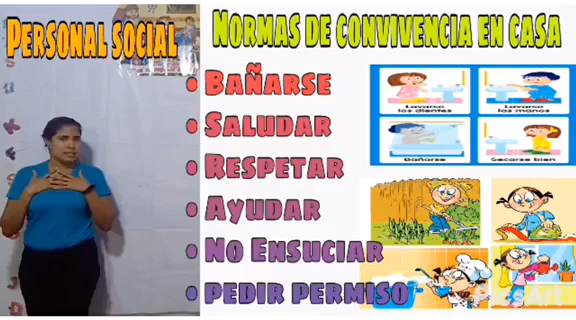 PERSONAL SOCIAL
NORMAS DE CONVIVENCIA EN CASA
• BAÑARSE
• SALUDAR
• RESPETAR
• AYUDAR
• NO ENSUCIAR
• PEDIR PERMISO
Lavarse los dientes
Lavarse las manos
Bañarse
Secarse bien
PicsArt